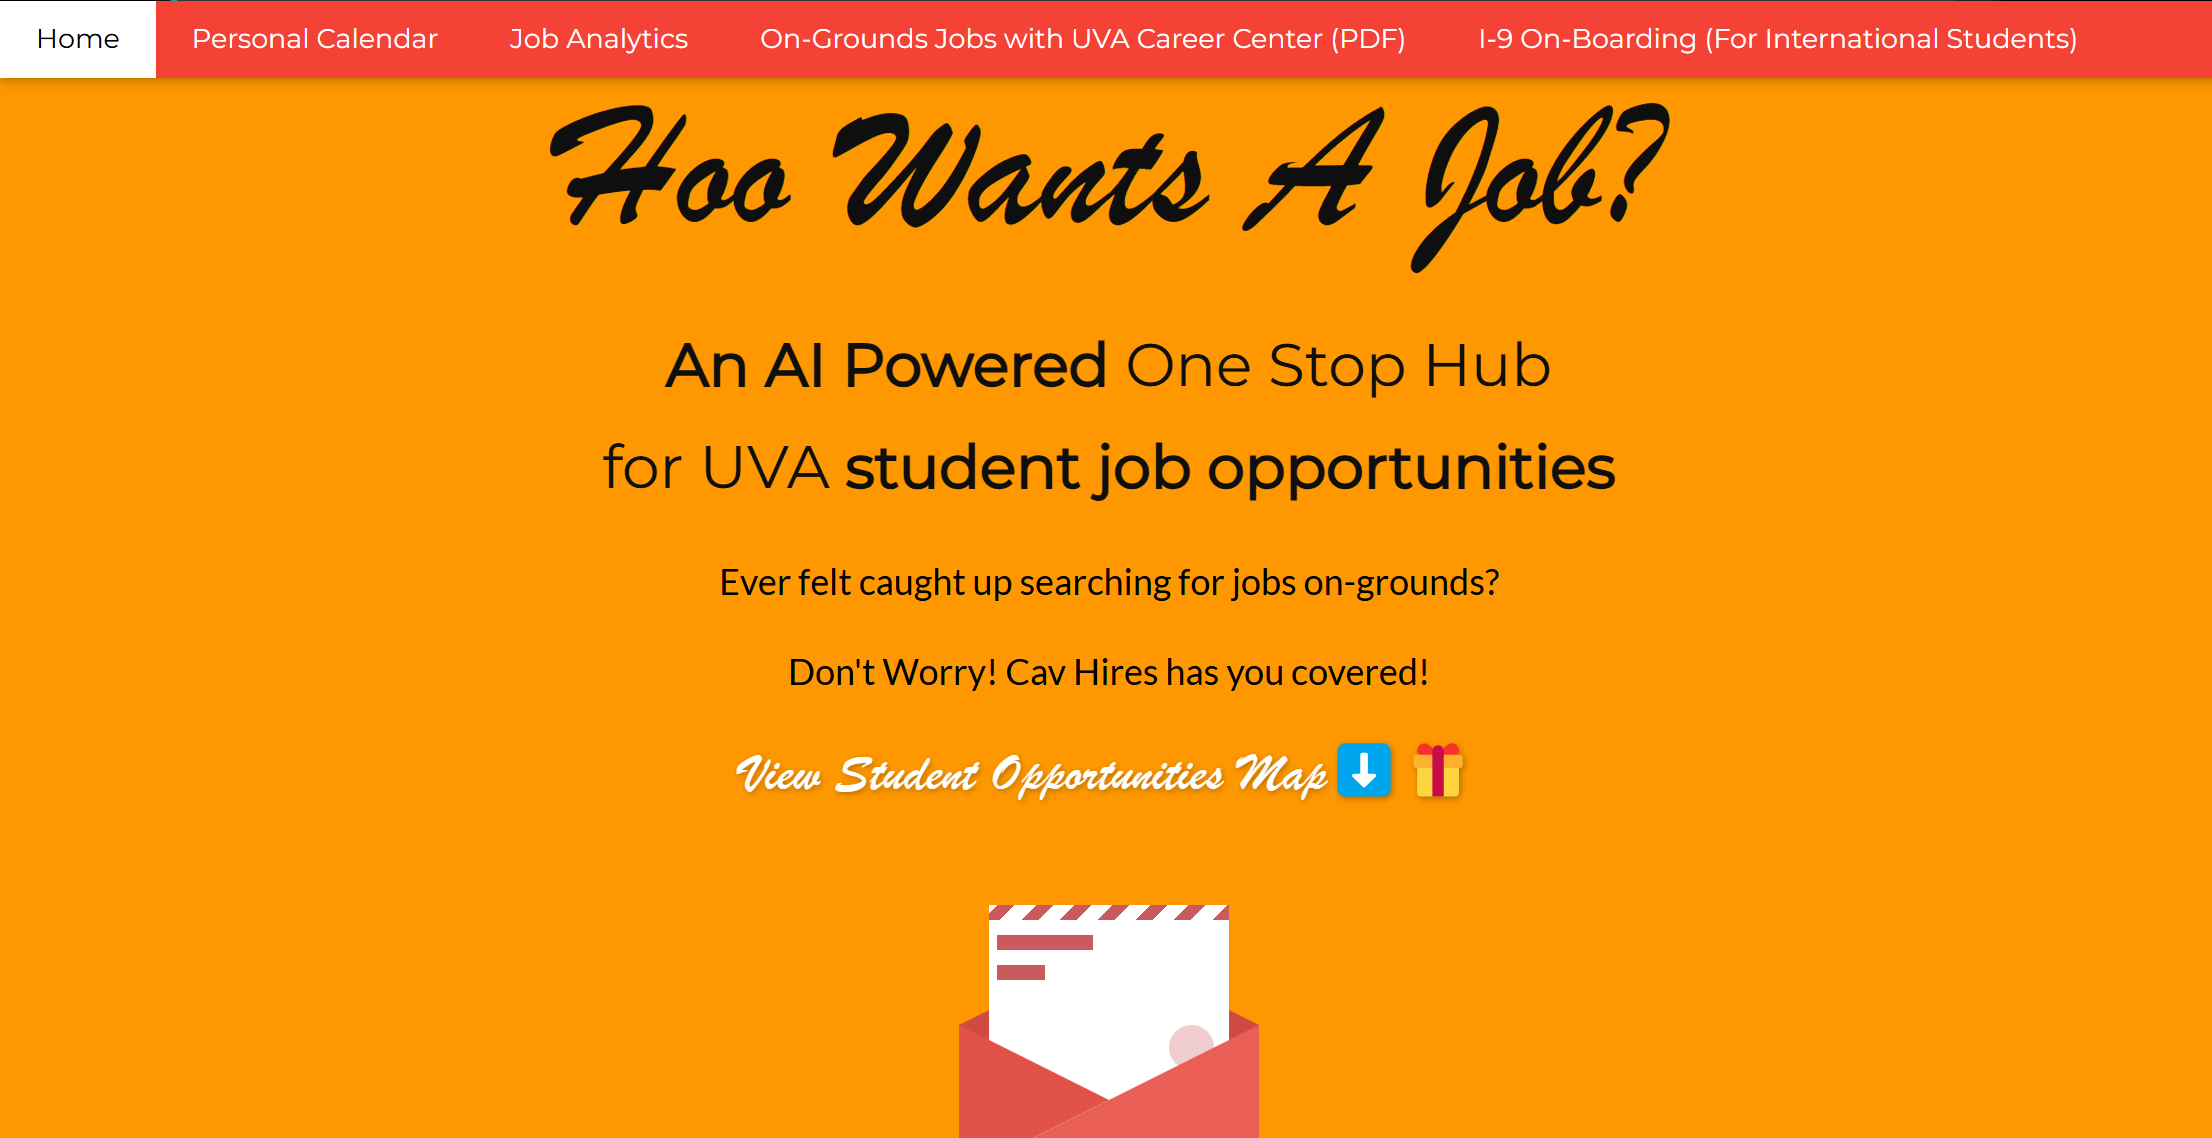 Home Personal Calendar Job Analytics On-Grounds Jobs with UVA Career Center (PDF) I-9 On-Boarding (For International Students)
Hoo Wants A Job?
An AI Powered One Stop Hub
for UVA student job opportunities
Ever felt caught up searching for jobs on-grounds?
Don't Worry! Cav Hires has you covered!
View Student Opportunities Map